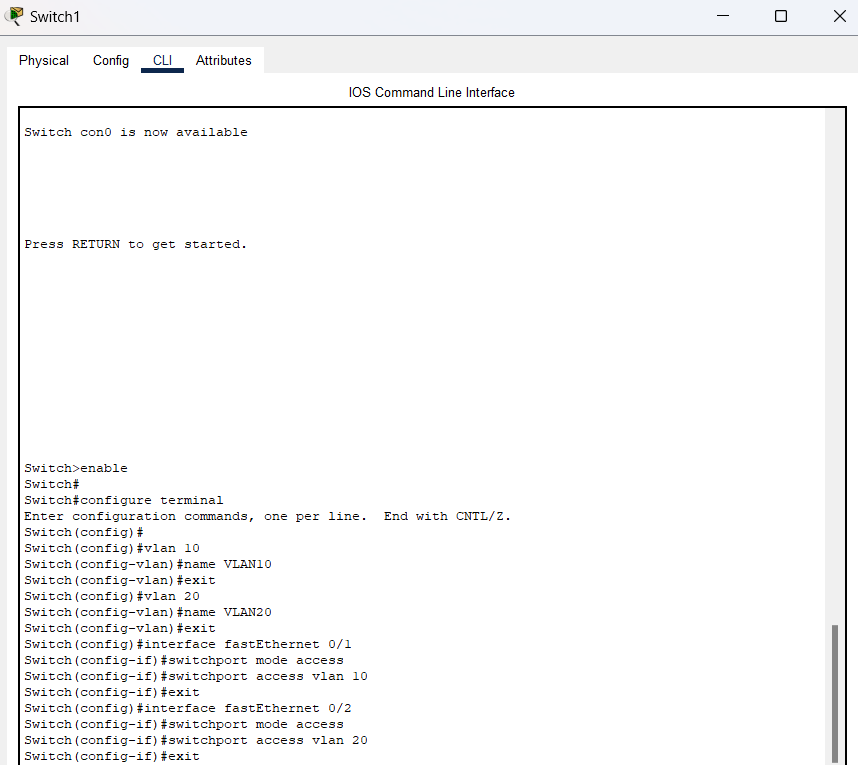 Switch1
Physical Config CLI Attributes
IOS Command Line Interface
Switch con0 is now available
Press RETURN to get started.
Switch>enable
Switch#
Switch#configure terminal
Enter configuration commands, one per line.  End with CNTL/Z.
Switch(config)#
Switch(config)#vlan 10
Switch(config-vlan)#name VLAN10
Switch(config-vlan)#exit
Switch(config)#vlan 20
Switch(config-vlan)#name VLAN20
Switch(config-vlan)#exit
Switch(config)#interface fastEthernet 0/1
Switch(config-if)#switchport mode access
Switch(config-if)#switchport access vlan 10
Switch(config-if)#exit
Switch(config)#interface fastEthernet 0/2
Switch(config-if)#switchport mode access
Switch(config-if)#switchport access vlan 20
Switch(config-if)#exit